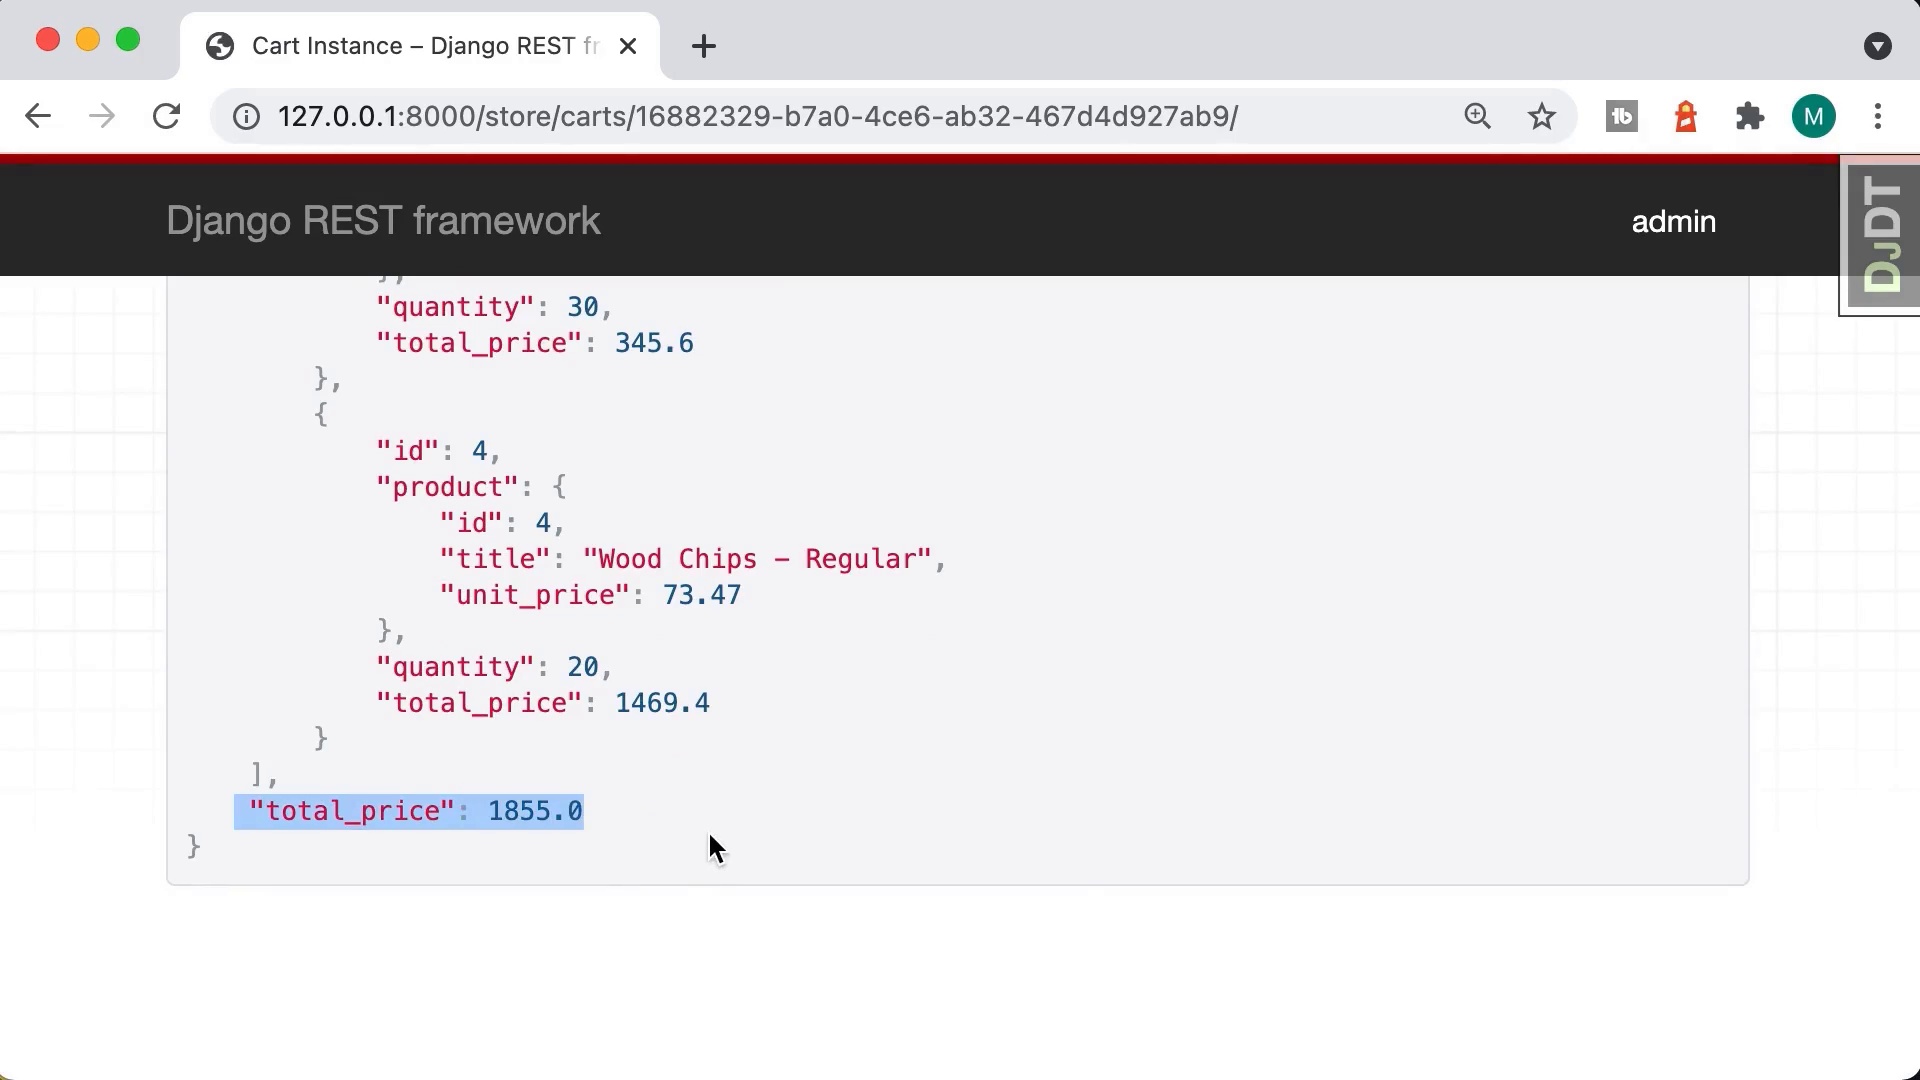 Cart Instance – Django REST fr
127.0.0.1:8000/store/carts/16882329-b7a0-4ce6-ab32-467d4d927ab9/
tb
M
Django REST framework
admin
DJDT
},
"quantity": 30,
"total_price": 345.6
},
{
"id": 4,
"product": {
"id": 4,
"title": "Wood Chips – Regular",
"unit_price": 73.47
},
"quantity": 20,
"total_price": 1469.4
}
],
"total_price": 1855.0
}